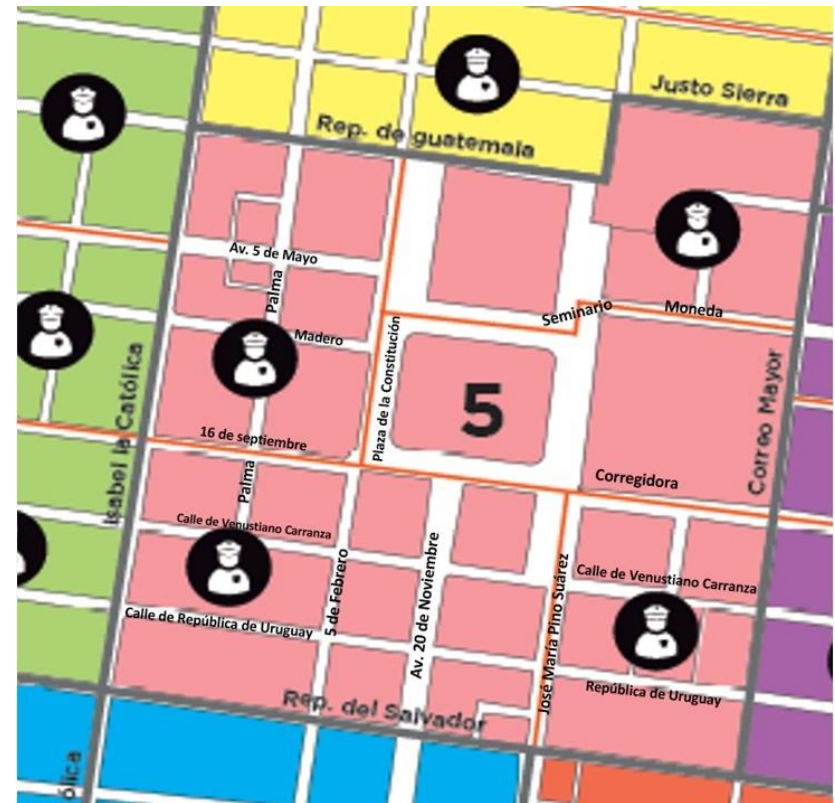 Justo Sierra
Rep. de guatemala
Av. 5 de Mayo
Palma
Seminario
Moneda
Madero
Plaza de la Constitución
5
Isabel la Católica
Correo Mayor
16 de septiembre
Palma
Corregidora
Calle de Venustiano Carranza
5 de Febrero
Av. 20 de Noviembre
José María Pino Suárez
Calle de Venustiano Carranza
Calle de República de Uruguay
República de Uruguay
Rep. del Salvador
ólica